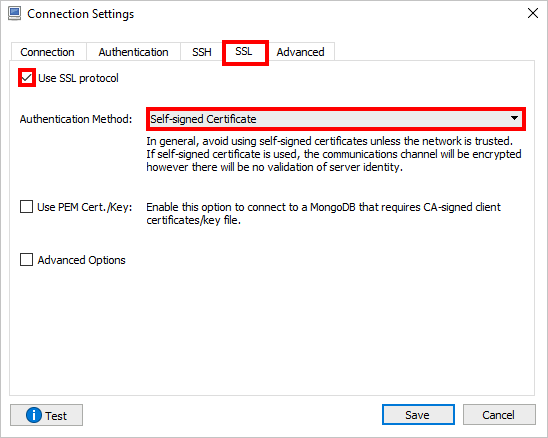 Connection Settings
Connection Authentication SSH SSL Advanced
Use SSL protocol
Authentication Method: Self-signed Certificate
In general, avoid using self-signed certificates unless the network is trusted.
If self-signed certificate is used, the communications channel will be encrypted
however there will be no validation of server identity.
Use PEM Cert./Key: Enable this option to connect to a MongoDB that requires CA-signed client
certificates/key file.
Advanced Options
Test Save Cancel